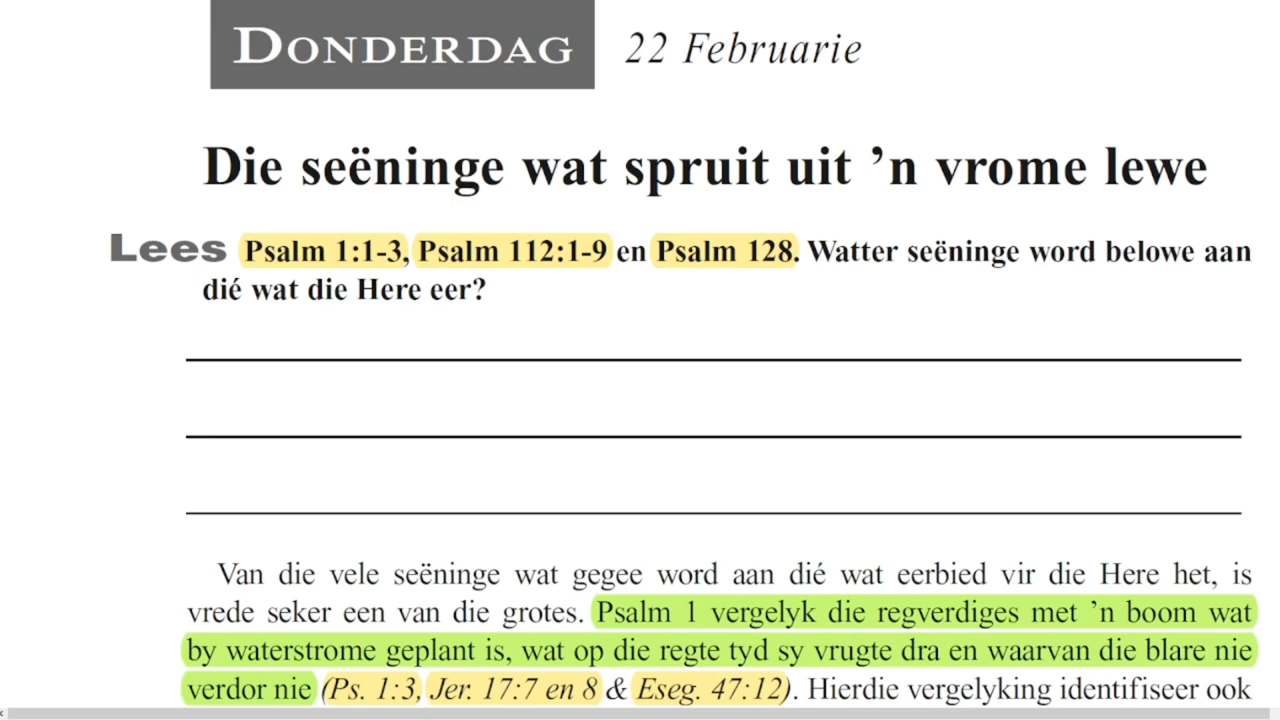 DONDERDAG 22 Februarie
Die seëninge wat spruit uit ’n vrome lewe
Lees Psalm 1:1-3, Psalm 112:1-9 en Psalm 128. Watter seëninge word belowe aan
dié wat die Here eer?
Van die vele seëninge wat gegee word aan dié wat eerbied vir die Here het, is
vrede seker een van die grotes. Psalm 1 vergelyk die regverdiges met ’n boom wat
by waterstrome geplant is, wat op die regte tyd sy vrugte dra en waarvan die blare nie
verdor nie (Ps. 1:3, Jer. 17:7 en 8 & Eseg. 47:12). Hierdie vergelyking identifiseer ook